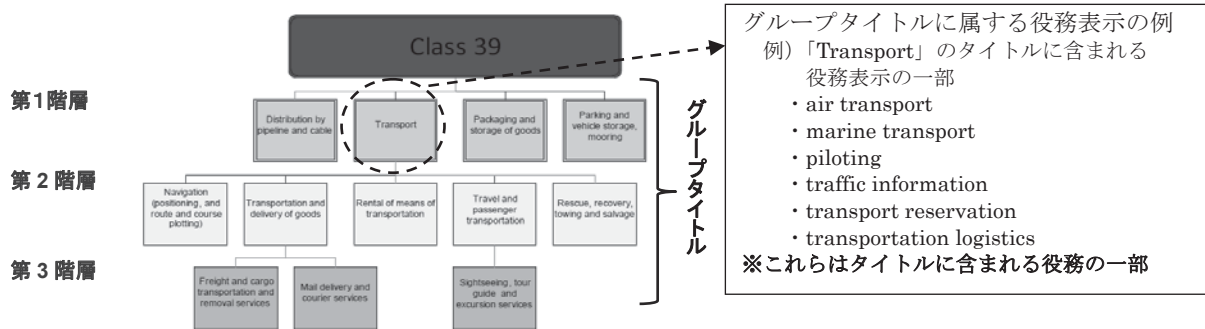 Class 39
第1階層
Distribution by
pipeline and cable
Transport
Packaging and
storage of goods
Parking and
vehicle storage,
mooring
第 2 階層
Navigation
(positioning, and
route and course
plotting)
Transportation and
delivery of goods
Rental of means of
transportation
Travel and
passenger
transportation
Rescue, recovery,
towing and salvage
第 3 階層
Freight and cargo
transportation and
removal services
Mail delivery and
courier services
Sightseeing, tour
guide and
excursion services
グループタイトル
グループタイトルに属する役務表示の例
例)「Transport」のタイトルに含まれる
役務表示の一部
・air transport
・marine transport
・piloting
・traffic information
・transport reservation
・transportation logistics
※これらはタイトルに含まれる役務の一部